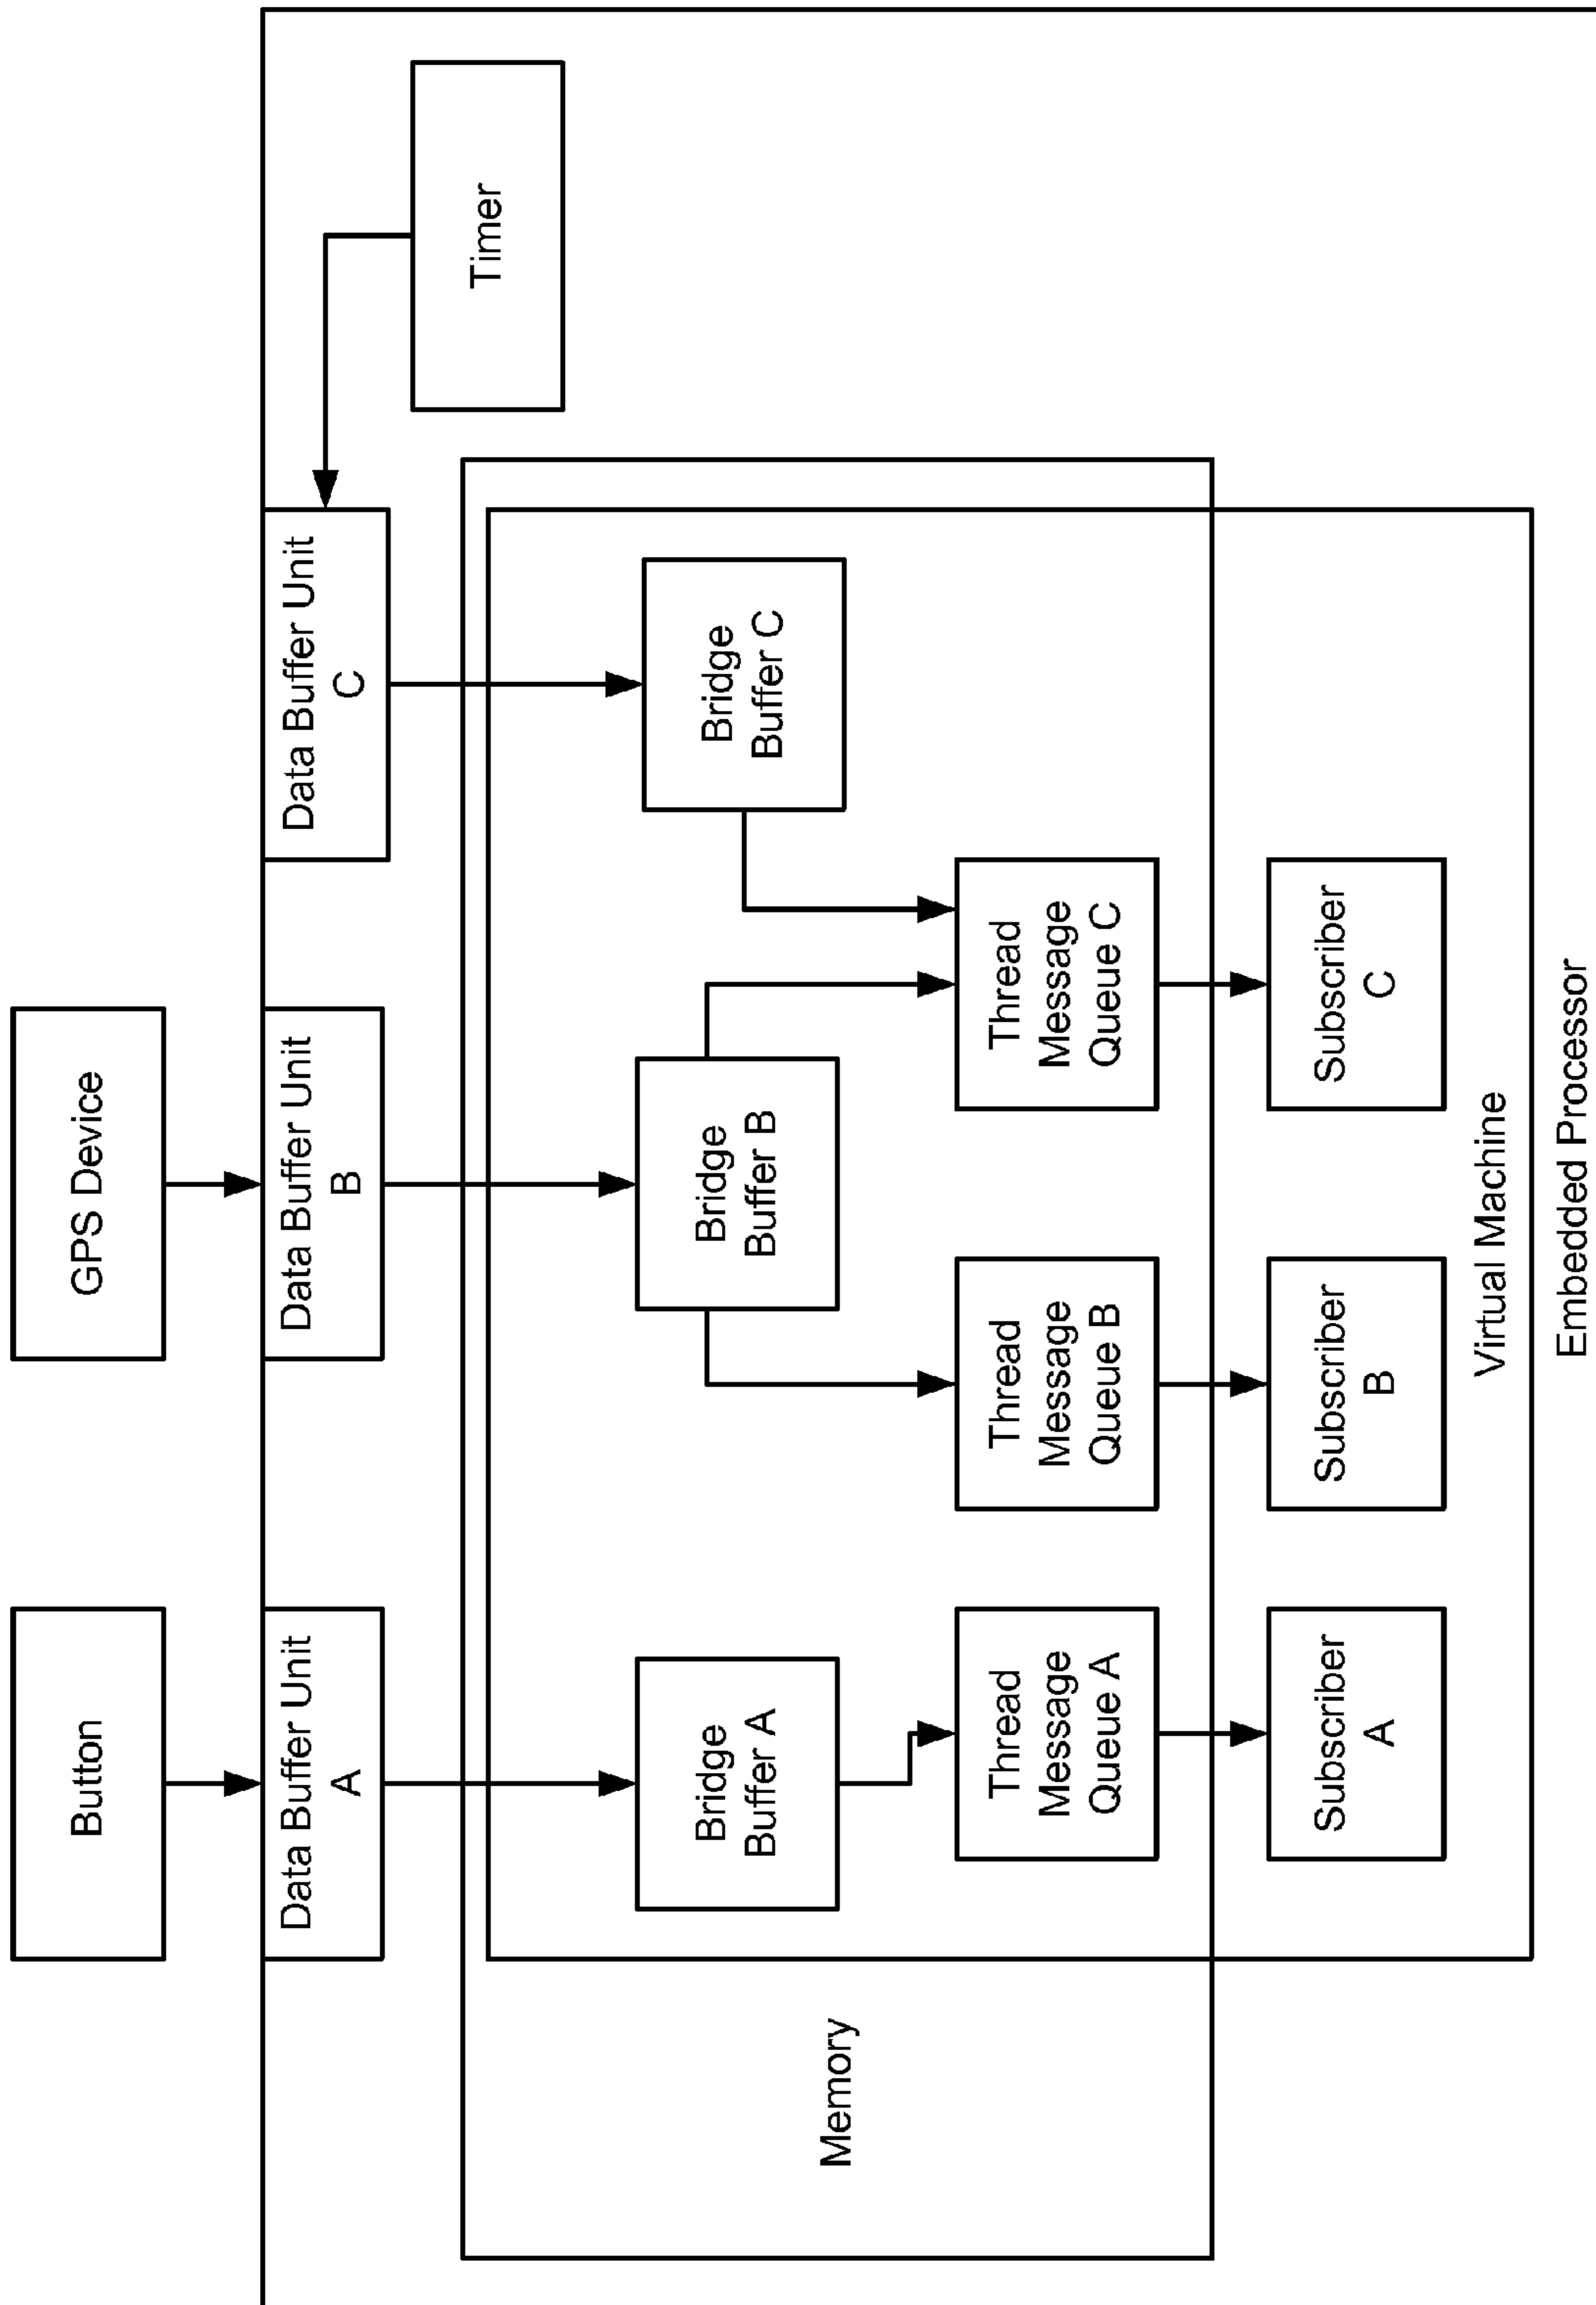 Button
GPS Device
Data Buffer Unit
A
Data Buffer Unit
B
Data Buffer Unit
C
Timer
Memory
Bridge
Buffer A
Bridge
Buffer B
Bridge
Buffer C
Thread
Message
Queue A
Thread
Message
Queue B
Thread
Message
Queue C
Subscriber
A
Subscriber
B
Subscriber
C
Virtual Machine
Embedded Processor